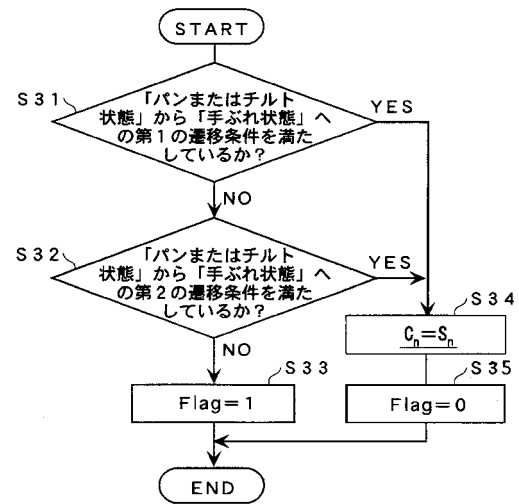 START
S31
「パンまたはチルト
状態」から「手ぶれ状態」へ
の第1の遷移条件を満た
しているか?
YES
NO
S32
「パンまたはチルト
状態」から「手ぶれ状態」へ
の第2の遷移条件を満た
しているか?
YES
NO
S34
Cn=Sn
S33
Flag=1
S35
Flag=0
END